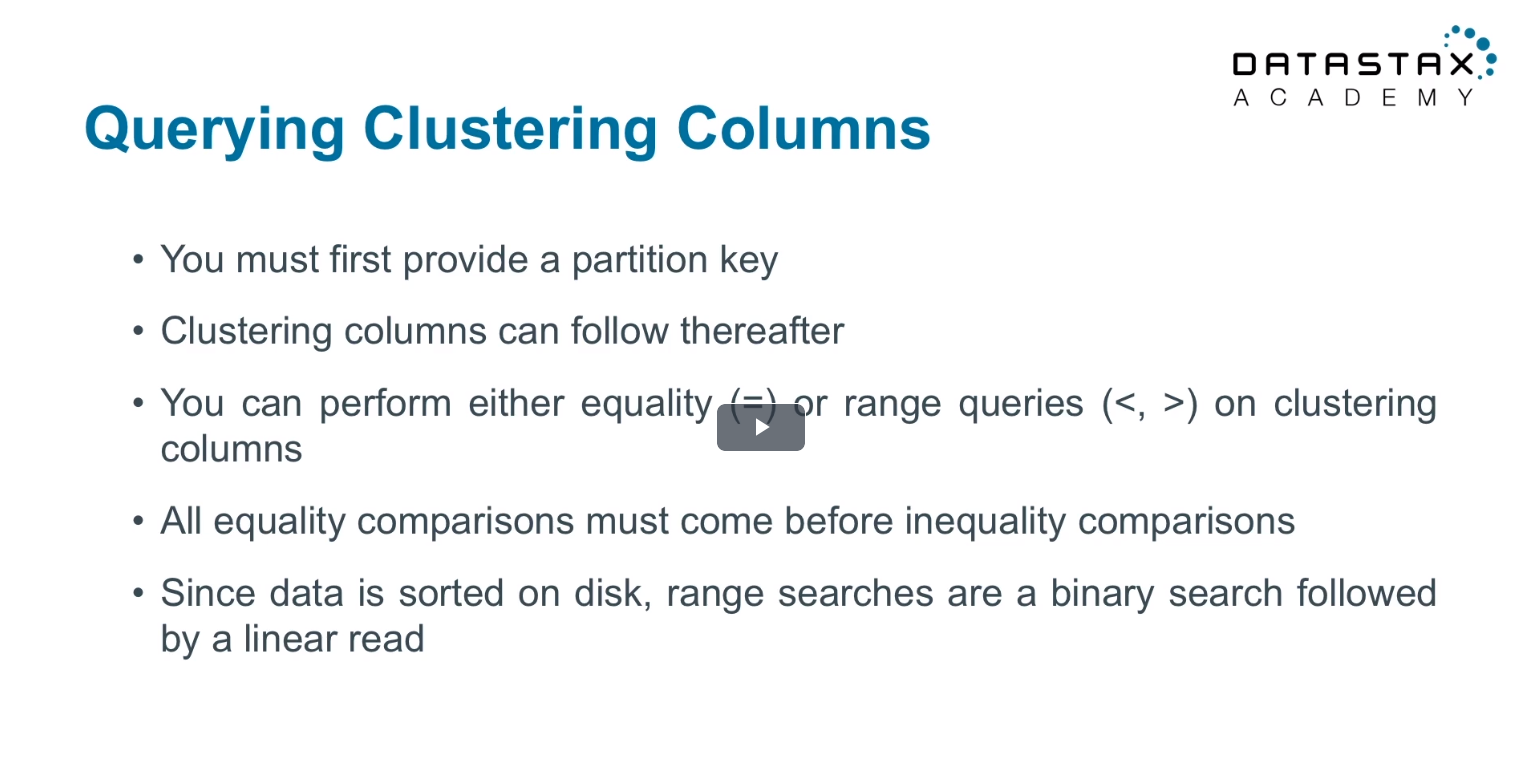 DATASTAX
ACADEMY
Querying Clustering Columns
• You must first provide a partition key
• Clustering columns can follow thereafter
• You can perform either equality (=) or range queries (<, >) on clustering
columns
• All equality comparisons must come before inequality comparisons
• Since data is sorted on disk, range searches are a binary search followed
by a linear read